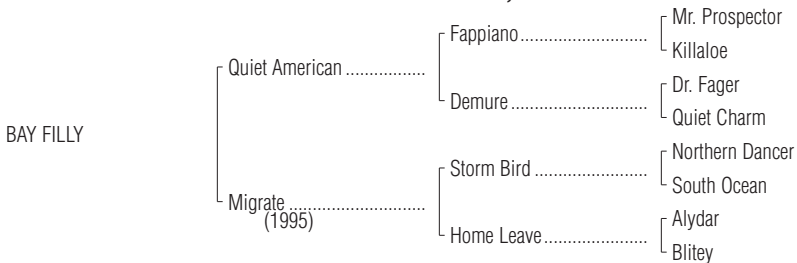 Mr. Prospector
Fappiano...........................
Killaloe
Quiet American .................
Dr. Fager
Demure.............................
Quiet Charm
BAY FILLY
Northern Dancer
Storm Bird ........................
South Ocean
Migrate .............................
(1995)
Alydar
Home Leave......................
Blitey